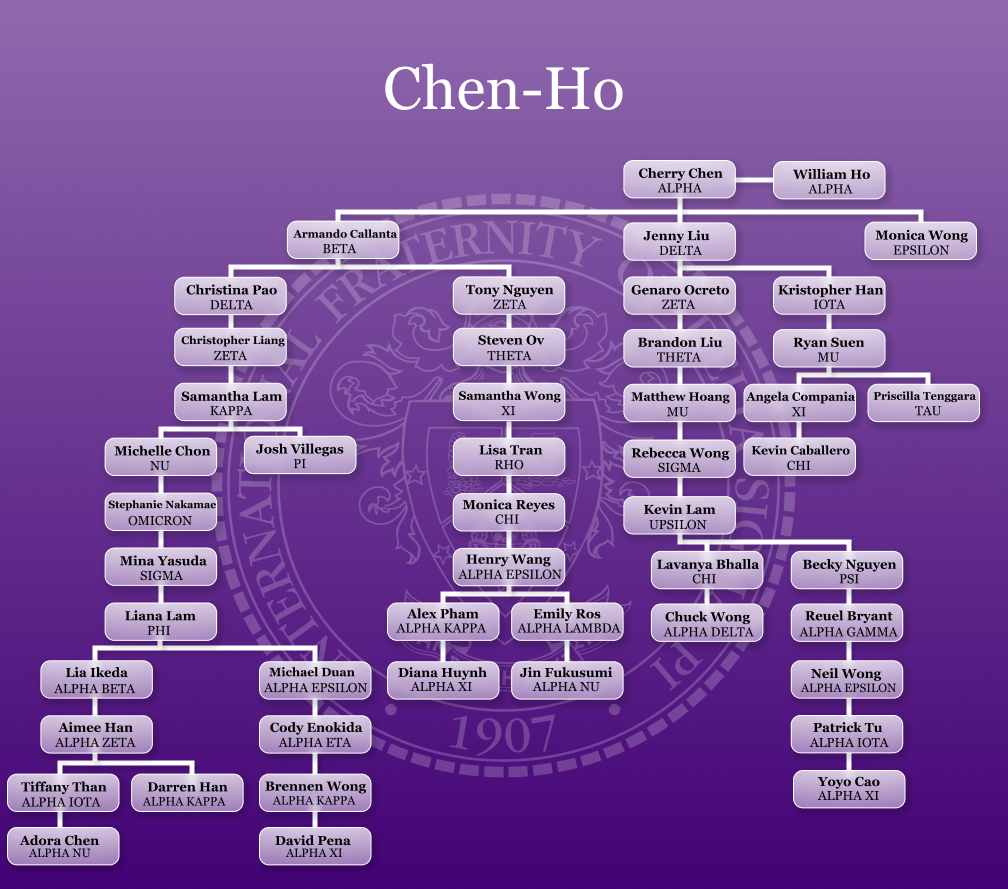 Chen-Ho
Cherry Chen
ALPHA
William Ho
ALPHA
Armando Callanta
BETA
Jenny Liu
DELTA
Monica Wong
EPSILON
Christina Pao
DELTA
Tony Nguyen
ZETA
Genaro Ocreto
ZETA
Kristopher Han
IOTA
Christopher Liang
ZETA
Steven Ov
THETA
Brandon Liu
THETA
Ryan Suen
MU
Samantha Lam
KAPPA
Samantha Wong
XI
Matthew Hoang
MU
Angela Compania
XI
Priscilla Tenggara
TAU
Michelle Chon
NU
Josh Villegas
PI
Lisa Tran
RHO
Rebecca Wong
SIGMA
Kevin Caballero
CHI
Stephanie Nakamae
OMICRON
Monica Reyes
CHI
Kevin Lam
UPSILON
Mina Yasuda
SIGMA
Henry Wang
ALPHA EPSILON
Lavanya Bhalla
CHI
Becky Nguyen
PSI
Liana Lam
PHI
Alex Pham
ALPHA KAPPA
Emily Ros
ALPHA LAMBDA
Chuck Wong
ALPHA DELTA
Reuel Bryant
ALPHA GAMMA
Lia Ikeda
ALPHA BETA
Michael Duan
ALPHA EPSILON
Diana Huynh
ALPHA XI
Jin Fukusumi
ALPHA NU
Neil Wong
ALPHA EPSILON
Aimee Han
ALPHA ZETA
Cody Enokida
ALPHA ETA
Patrick Tu
ALPHA IOTA
Tiffany Than
ALPHA IOTA
Darren Han
ALPHA KAPPA
Brennen Wong
ALPHA KAPPA
Yoyo Cao
ALPHA XI
Adora Chen
ALPHA NU
David Pena
ALPHA XI
FRATERNITY
1907